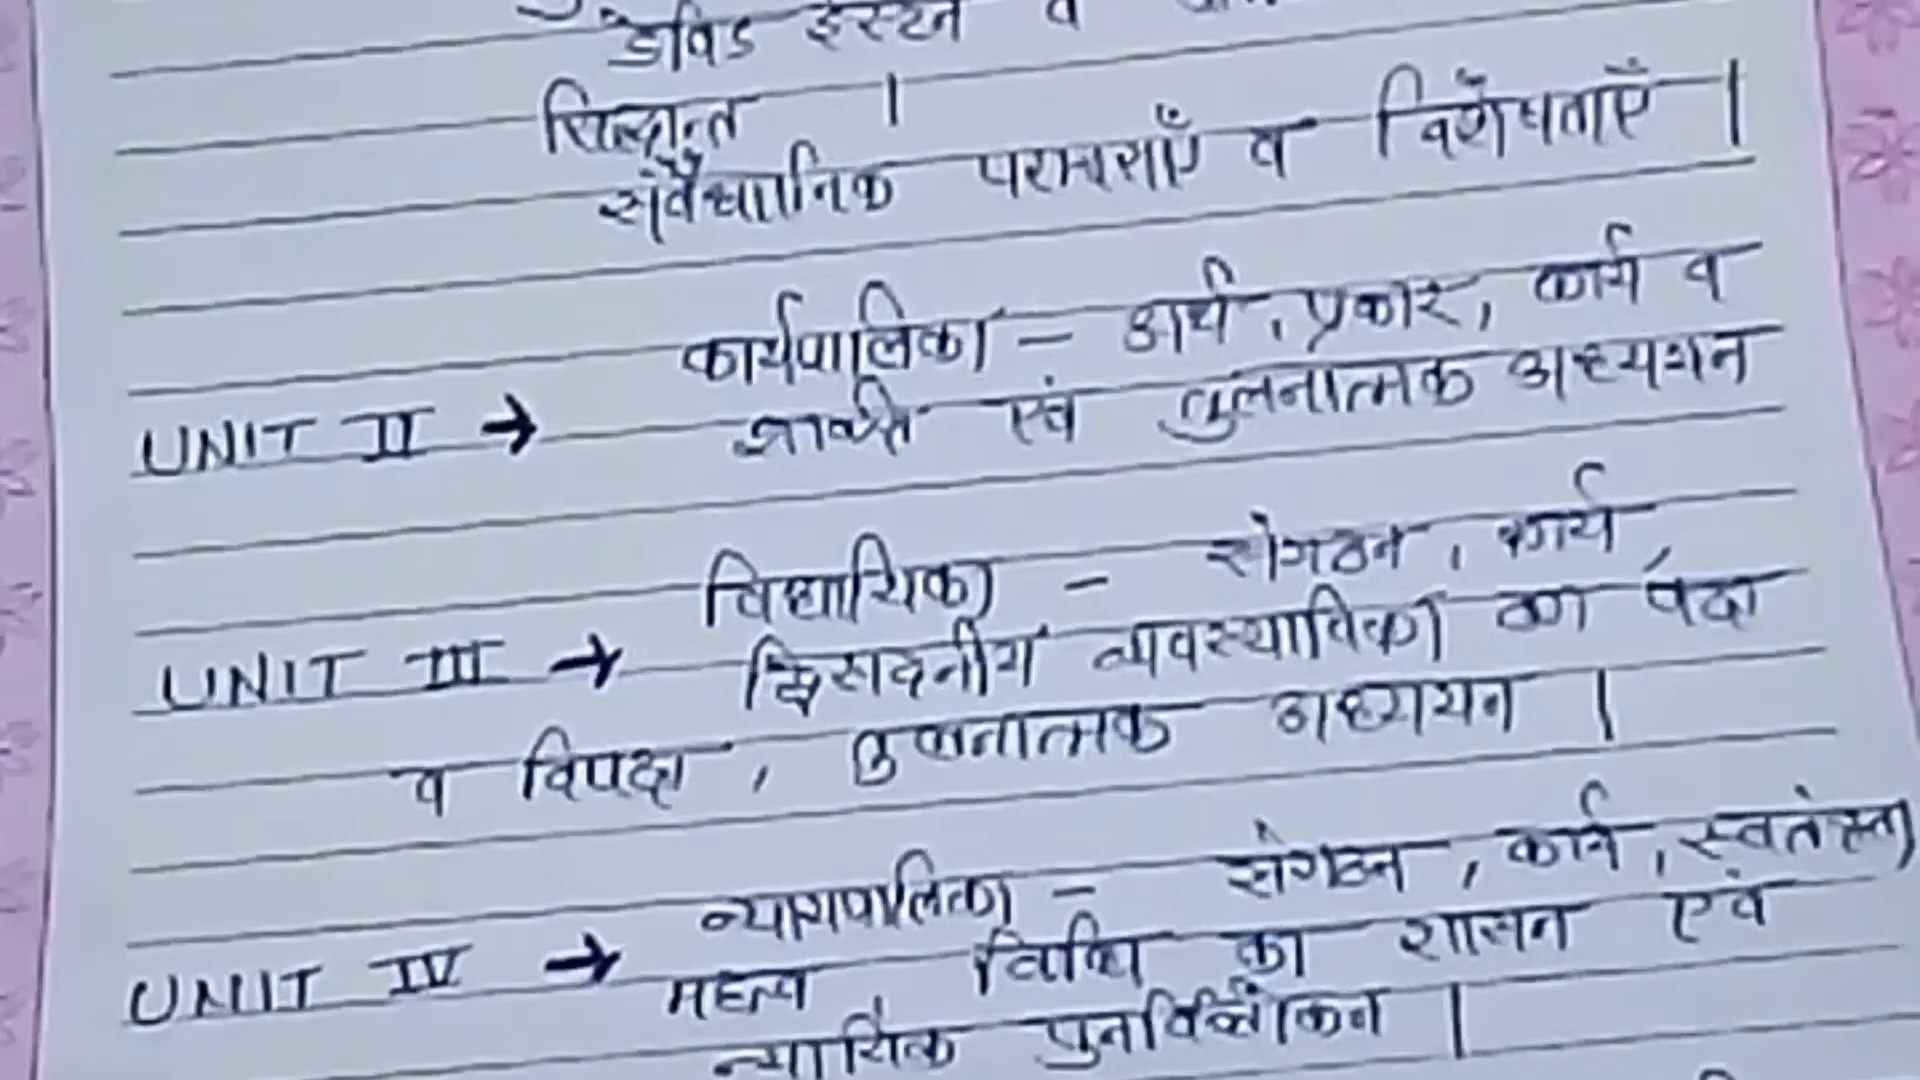 डेविड ईस्टन व
सिद्धान्त ।
संवैधानिक परम्पराएँ व विशेषताएँ ।
कार्यपालिका - अर्थ, प्रकार, कार्य व
UNIT II → शक्ति एवं तुलनात्मक अध्ययन
विधायिका - संगठन, कार्य,
UNIT III → द्विसदनीय व्यवस्थापिका का पक्ष
व विपक्ष, तुलनात्मक अध्ययन ।
न्यायपालिका - संगठन, कार्य, स्वतंत्रता
UNIT IV → महत्व विधि का शासन एवं
न्यायिक पुनर्विलोकन ।